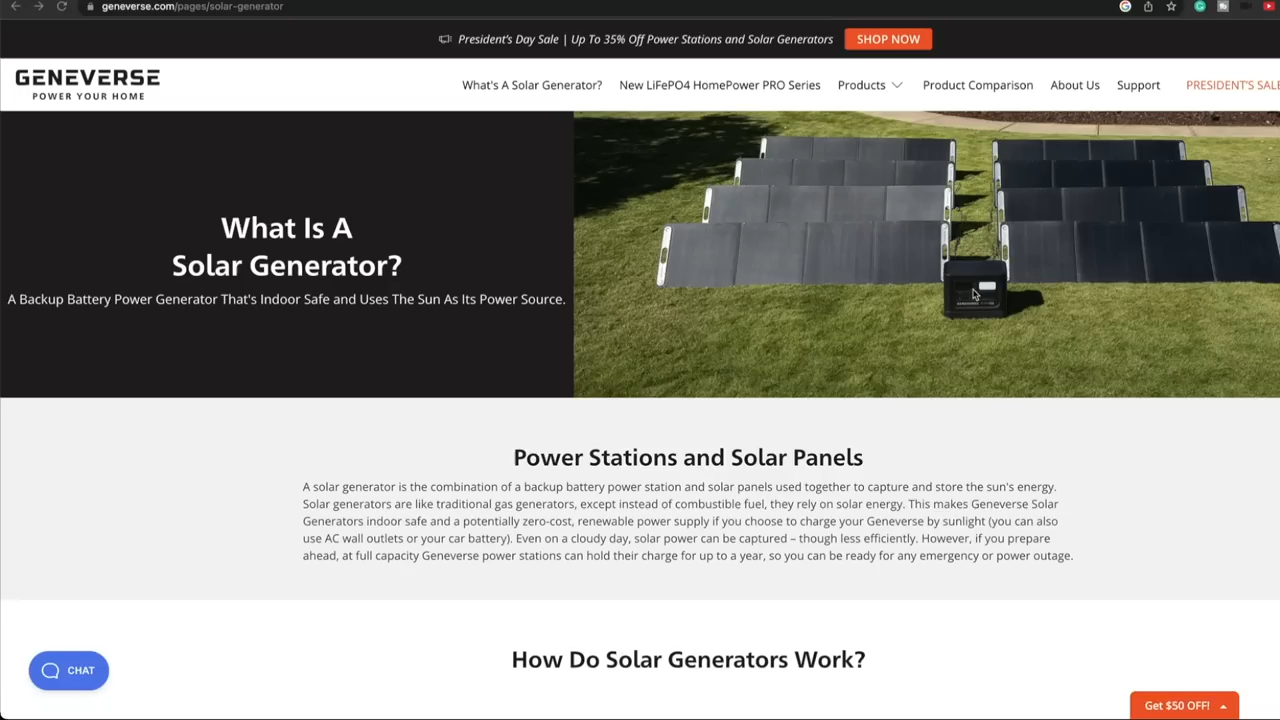 geneverse.com/pages/solar-generator
President's Day Sale | Up To 35% Off Power Stations and Solar Generators
SHOP NOW
GENEVERSE
POWER YOUR HOME
What's A Solar Generator?
New LiFePO4 HomePower PRO Series
Products
Product Comparison
About Us
Support
PRESIDENT'S SALE
What Is A
Solar Generator?
A Backup Battery Power Generator That's Indoor Safe and Uses The Sun As Its Power Source.
Power Stations and Solar Panels
A solar generator is the combination of a backup battery power station and solar panels used together to capture and store the sun's energy.
Solar generators are like traditional gas generators, except instead of combustible fuel, they rely on solar energy. This makes Geneverse Solar
Generators indoor safe and a potentially zero-cost, renewable power supply if you choose to charge your Geneverse by sunlight (you can also
use AC wall outlets or your car battery). Even on a cloudy day, solar power can be captured – though less efficiently. However, if you prepare
ahead, at full capacity Geneverse power stations can hold their charge for up to a year, so you can be ready for any emergency or power outage.
How Do Solar Generators Work?
CHAT
Get $50 OFF!